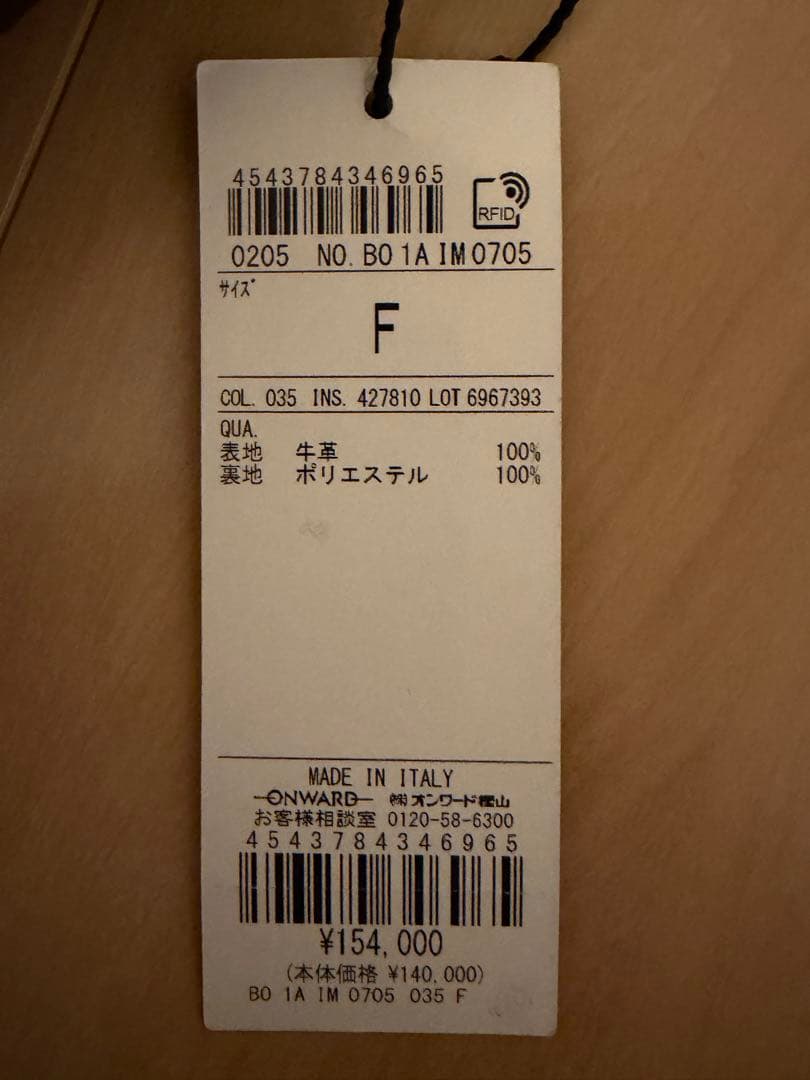 4543784346965
RFID
0205 NO. BO 1A IM 0705
ｻｲｽﾞ
F
COL. 035 INS. 427810 LOT 6967393
QUA.
表地 牛革 100%
裏地 ポリエステル 100%
MADE IN ITALY
ONWARD ㈱オンワード樫山
お客様相談室 0120-58-6300
4543784346965
¥154,000
(本体価格 ¥140,000)
BO 1A IM 0705 035 F